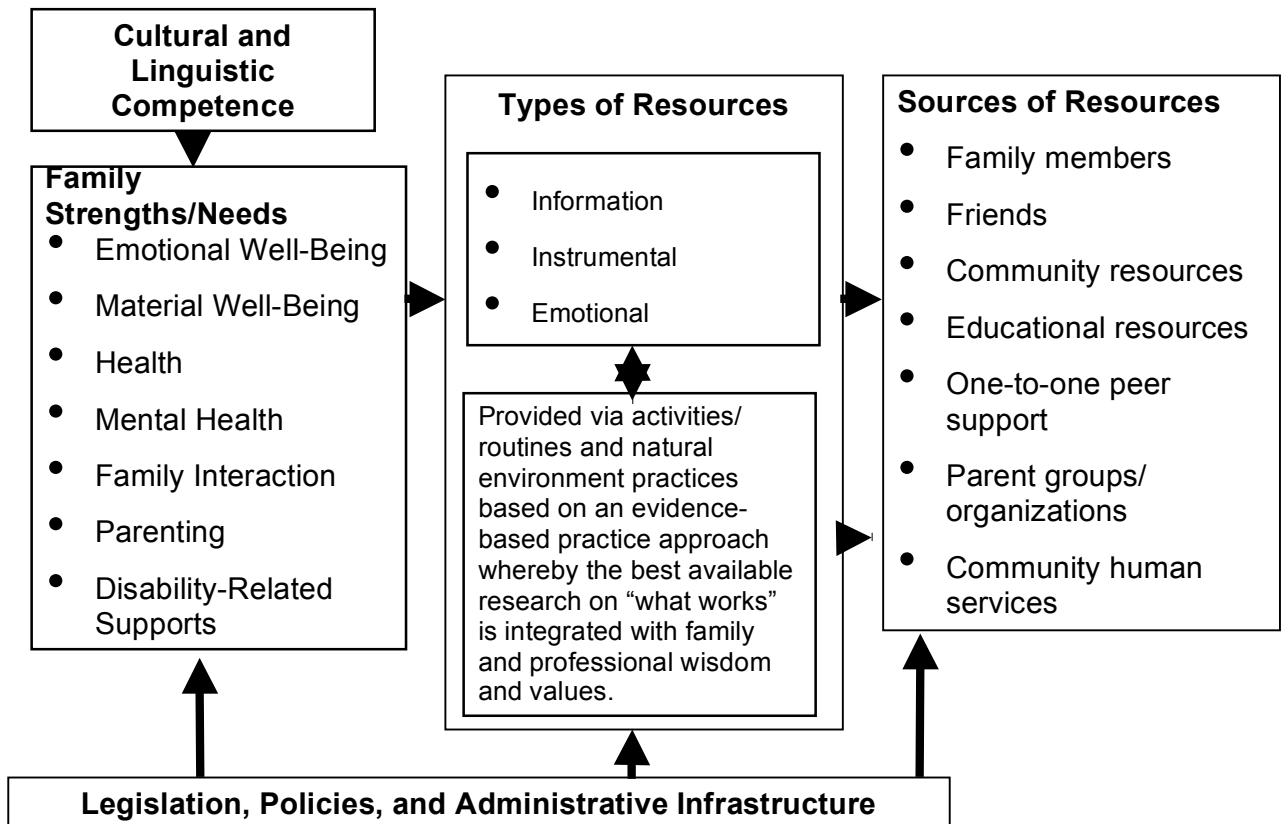 Cultural and
Linguistic
Competence
Family
Strengths/Needs
• Emotional Well-Being
• Material Well-Being
• Health
• Mental Health
• Family Interaction
• Parenting
• Disability-Related
Supports
Types of Resources
• Information
• Instrumental
• Emotional
Provided via activities/
routines and natural
environment practices
based on an evidence-
based practice approach
whereby the best available
research on “what works”
is integrated with family
and professional wisdom
and values.
Sources of Resources
• Family members
• Friends
• Community resources
• Educational resources
• One-to-one peer
support
• Parent groups/
organizations
• Community human
services
Legislation, Policies, and Administrative Infrastructure